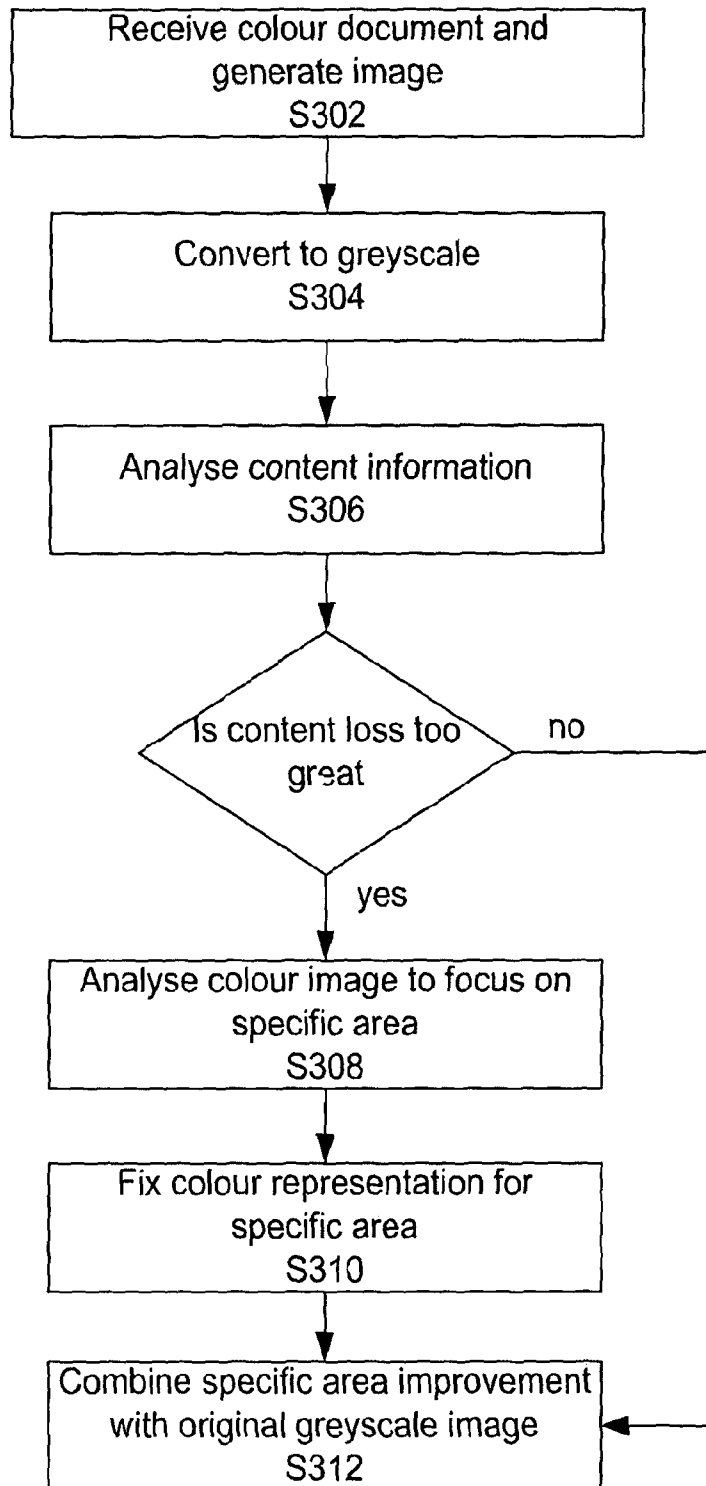 Receive colour document and
generate image
S302
Convert to greyscale
S304
Analyse content information
S306
Is content loss too
great
no
yes
Analyse colour image to focus on
specific area
S308
Fix colour representation for
specific area
S310
Combine specific area improvement
with original greyscale image
S312